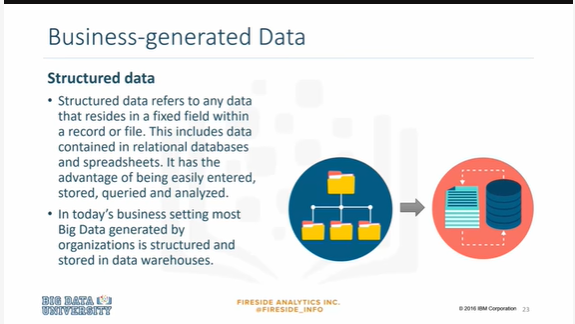 Business-generated Data
Structured data
• Structured data refers to any data
that resides in a fixed field within
a record or file. This includes data
contained in relational databases
and spreadsheets. It has the
advantage of being easily entered,
stored, queried and analyzed.
• In today's business setting most
Big Data generated by
organizations is structured and
stored in data warehouses.
BIG DATA
UNIVERSITY
FIRESIDE ANALYTICS INC.
@FIRESIDE_INFO
© 2016 IBM Corporation 23